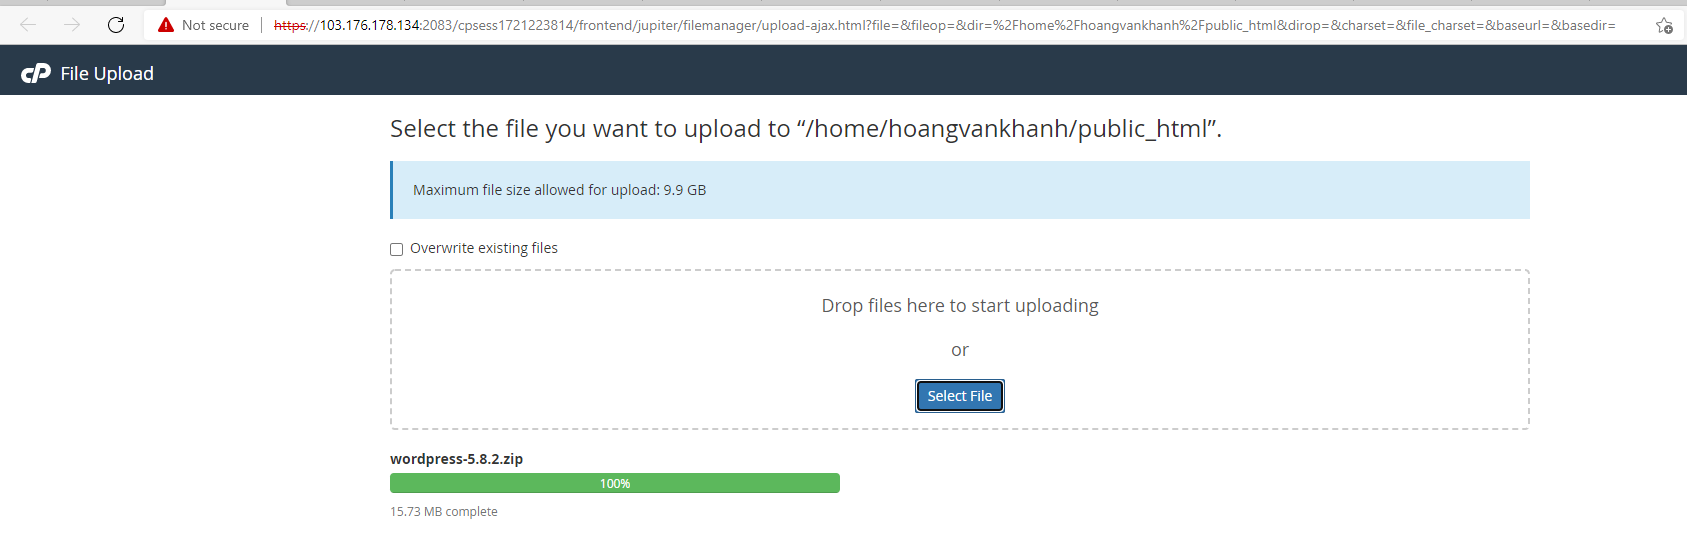 Not secure | https://103.176.178.134:2083/cpsess1721223814/frontend/jupiter/filemanager/upload-ajax.html?file=&fileop=&dir=%2Fhome%2Fhoangvankhanh%2Fpublic_html&dirop=&charset=&file_charset=&baseurl=&basedir=
cP File Upload
Select the file you want to upload to “/home/hoangvankhanh/public_html”.
Maximum file size allowed for upload: 9.9 GB
Overwrite existing files
Drop files here to start uploading
or
Select File
wordpress-5.8.2.zip
100%
15.73 MB complete